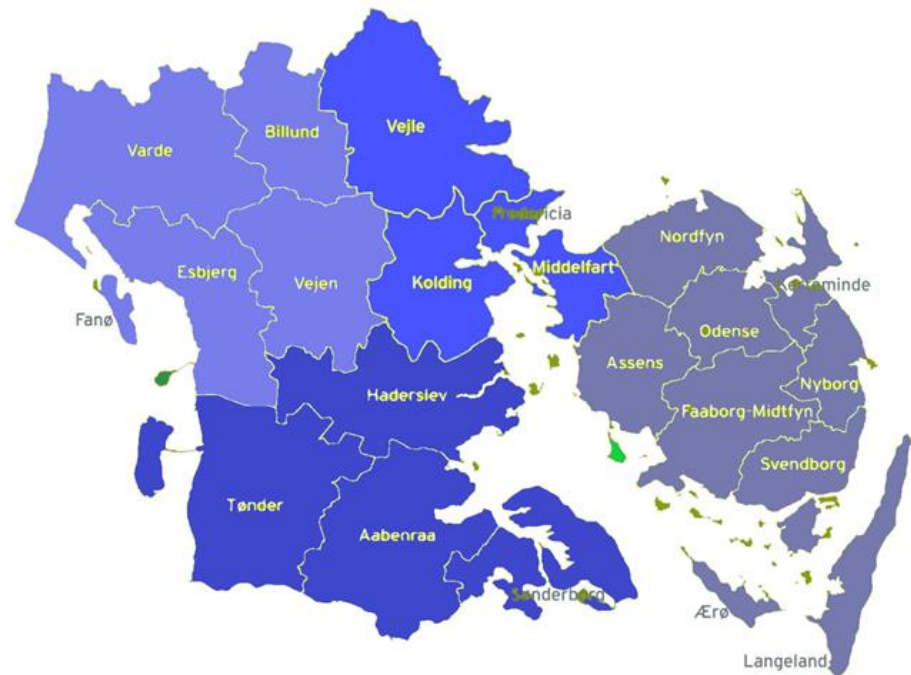 Vejle
Billund
Varde
Fredericia
Nordfyn
Esbjerg
Vejen
Kolding
Middelfart
Kerteminde
Fanø
Odense
Assens
Nyborg
Haderslev
Faaborg-Midtfyn
Svendborg
Tønder
Aabenraa
Sønderborg
Ærø
Langeland